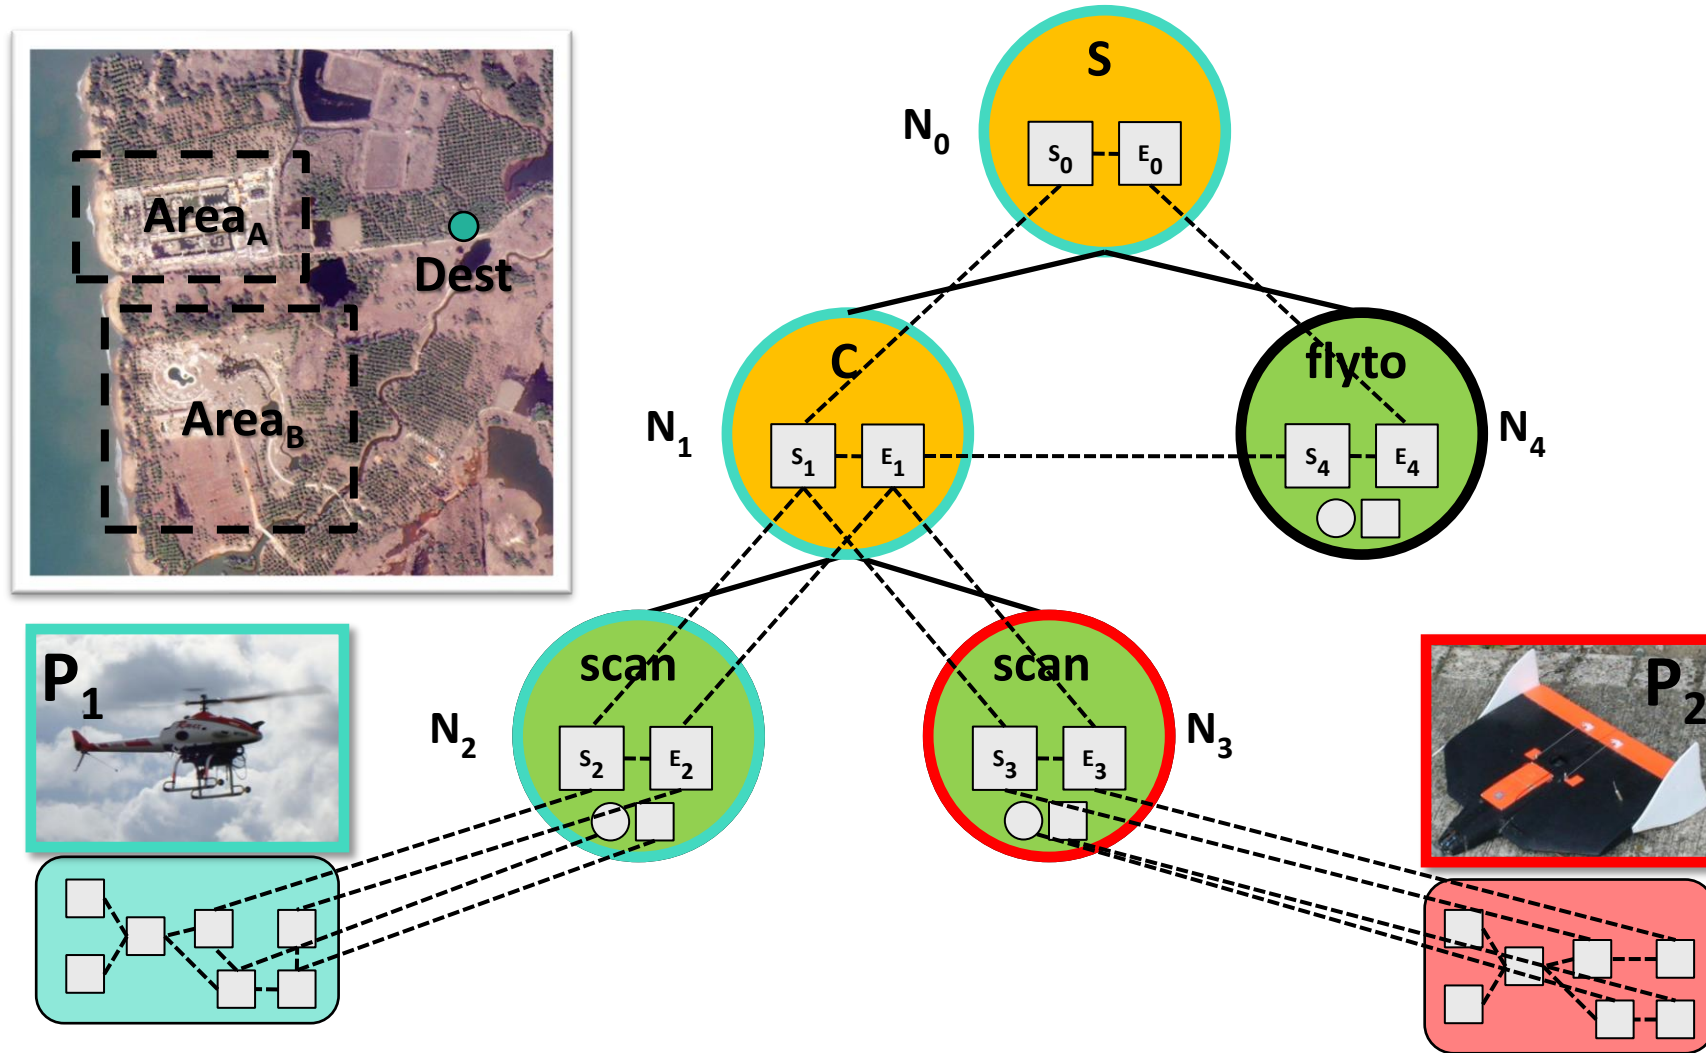 S
N0
S0 E0
AreaA
Dest
AreaB
C
N1
S1 E1
flyto
N4
S4 E4
P1
scan
N2
S2 E2
scan
N3
S3 E3
P2